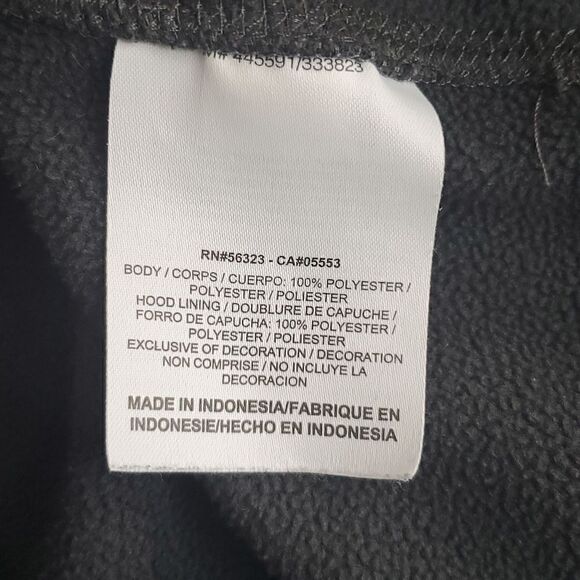 M# 445591/333823
RN#56323 - CA#05553
BODY / CORPS / CUERPO: 100% POLYESTER /
POLYESTER / POLIESTER
HOOD LINING / DOUBLURE DE CAPUCHE /
FORRO DE CAPUCHA: 100% POLYESTER /
POLYESTER / POLIESTER
EXCLUSIVE OF DECORATION / DECORATION
NON COMPRISE / NO INCLUYE LA
DECORACION
MADE IN INDONESIA/FABRIQUE EN
INDONESIE/HECHO EN INDONESIA